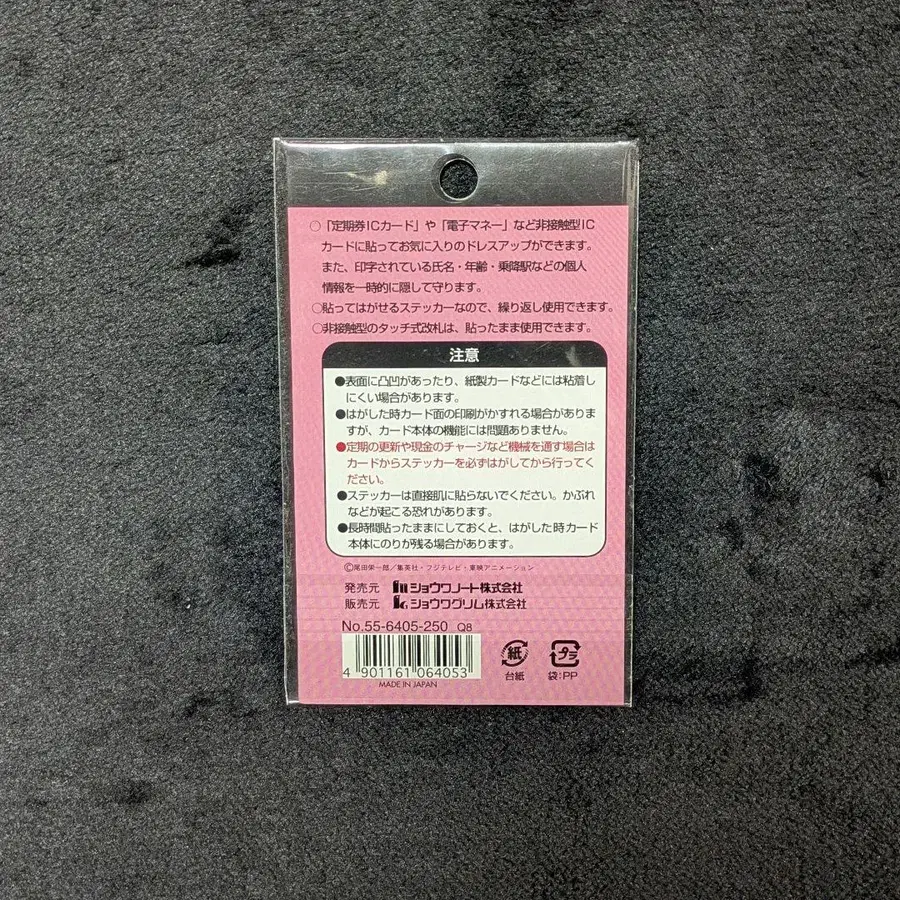 ○「定期券ICカード」や「電子マネー」など非接触型IC
カードに貼ってお気に入りのドレスアップができます。
また、印字されている氏名・年齢・乗降駅などの個人
情報を一時的に隠して守ります。
○貼ってはがせるステッカーなので、繰り返し使用できます。
○非接触型のタッチ式改札は、貼ったまま使用できます。
注意
●表面に凸凹があったり、紙製カードなどには粘着し
にくい場合があります。
●はがした時カード面の印刷がかすれる場合がありま
すが、カード本体の機能には問題ありません。
●定期の更新や現金のチャージなど機械を通す場合は
カードからステッカーを必ずはがしてから行ってく
ださい。
●ステッカーは直接肌に貼らないでください。かぶれ
などが起こる恐れがあります。
●長時間貼ったままにしておくと、はがした時カード
本体にのりが残る場合があります。
©尾田栄一郎／集英社・フジテレビ・東映アニメーション
発売元 ショウワノート株式会社
販売元 ショウワグリム株式会社
No.55-6405-250 Q8
4 901161 064053
MADE IN JAPAN
紙
台紙
プラ
袋:PP